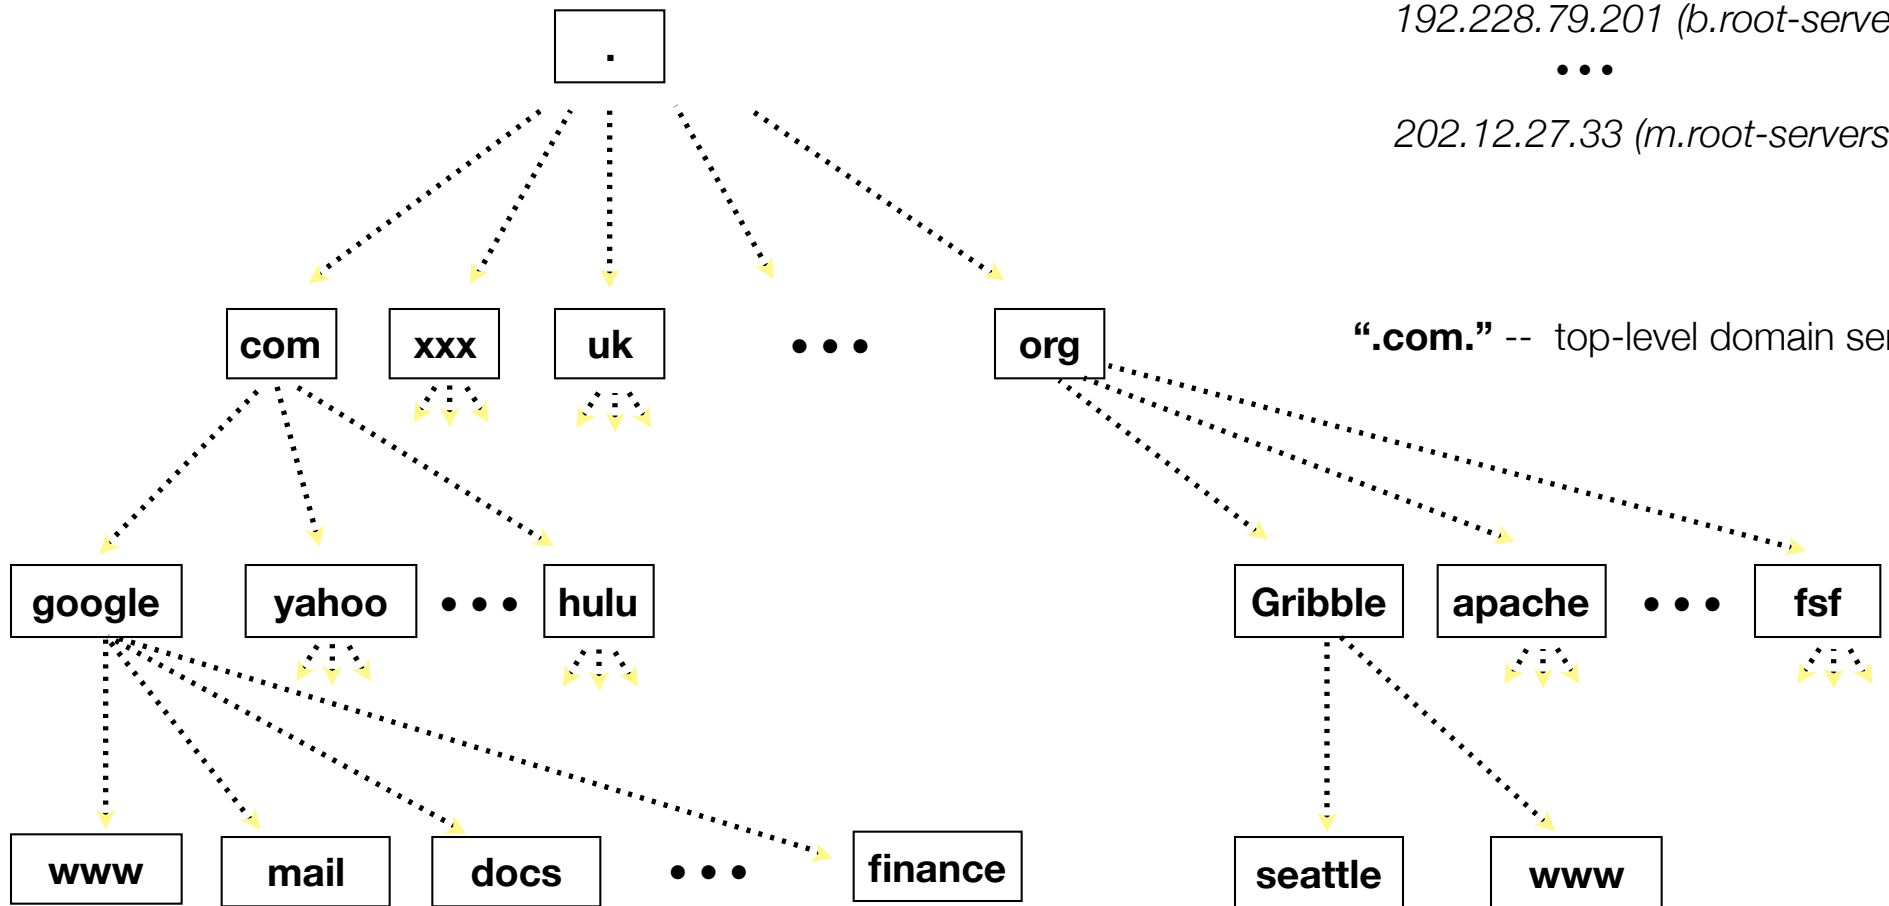 192.228.79.201 (b.root-serve
.
•••
202.12.27.33 (m.root-servers
com xxx uk ••• org
“.com.” -- top-level domain ser
google yahoo ••• hulu Gribble apache ••• fsf
www mail docs ••• finance seattle www